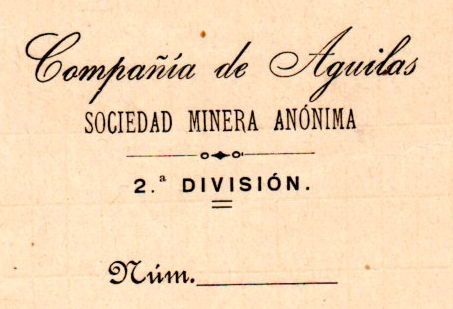 Compañía de Aguilas
SOCIEDAD MINERA ANÓNIMA
2.ª DIVISIÓN.
Núm.